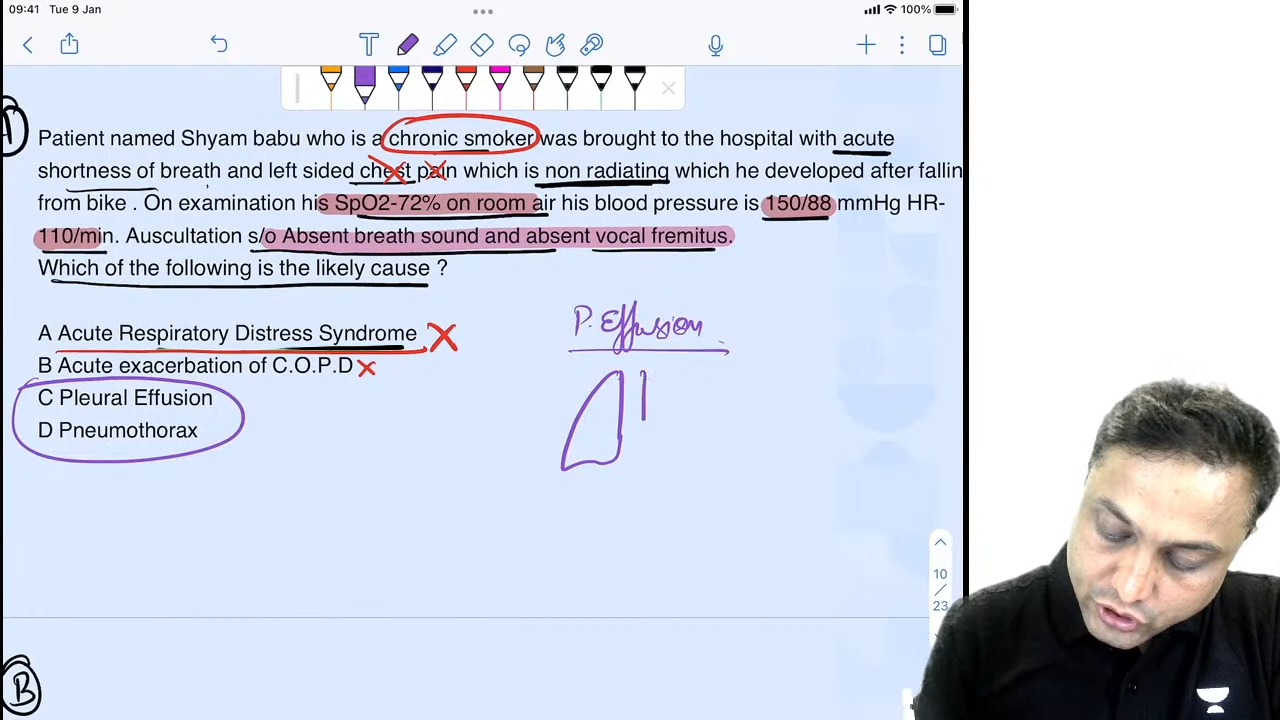 09:41 Tue 9 Jan
100%
T
A
Patient named Shyam babu who is a chronic smoker was brought to the hospital with acute
shortness of breath and left sided chest pain which is non radiating which he developed after fallin
from bike . On examination his SpO2-72% on room air his blood pressure is 150/88 mmHg HR-
110/min. Auscultation s/o Absent breath sound and absent vocal fremitus.
Which of the following is the likely cause ?
A Acute Respiratory Distress Syndrome
B Acute exacerbation of C.O.P.D
C Pleural Effusion
D Pneumothorax
P. Effusion
10
/
23
B